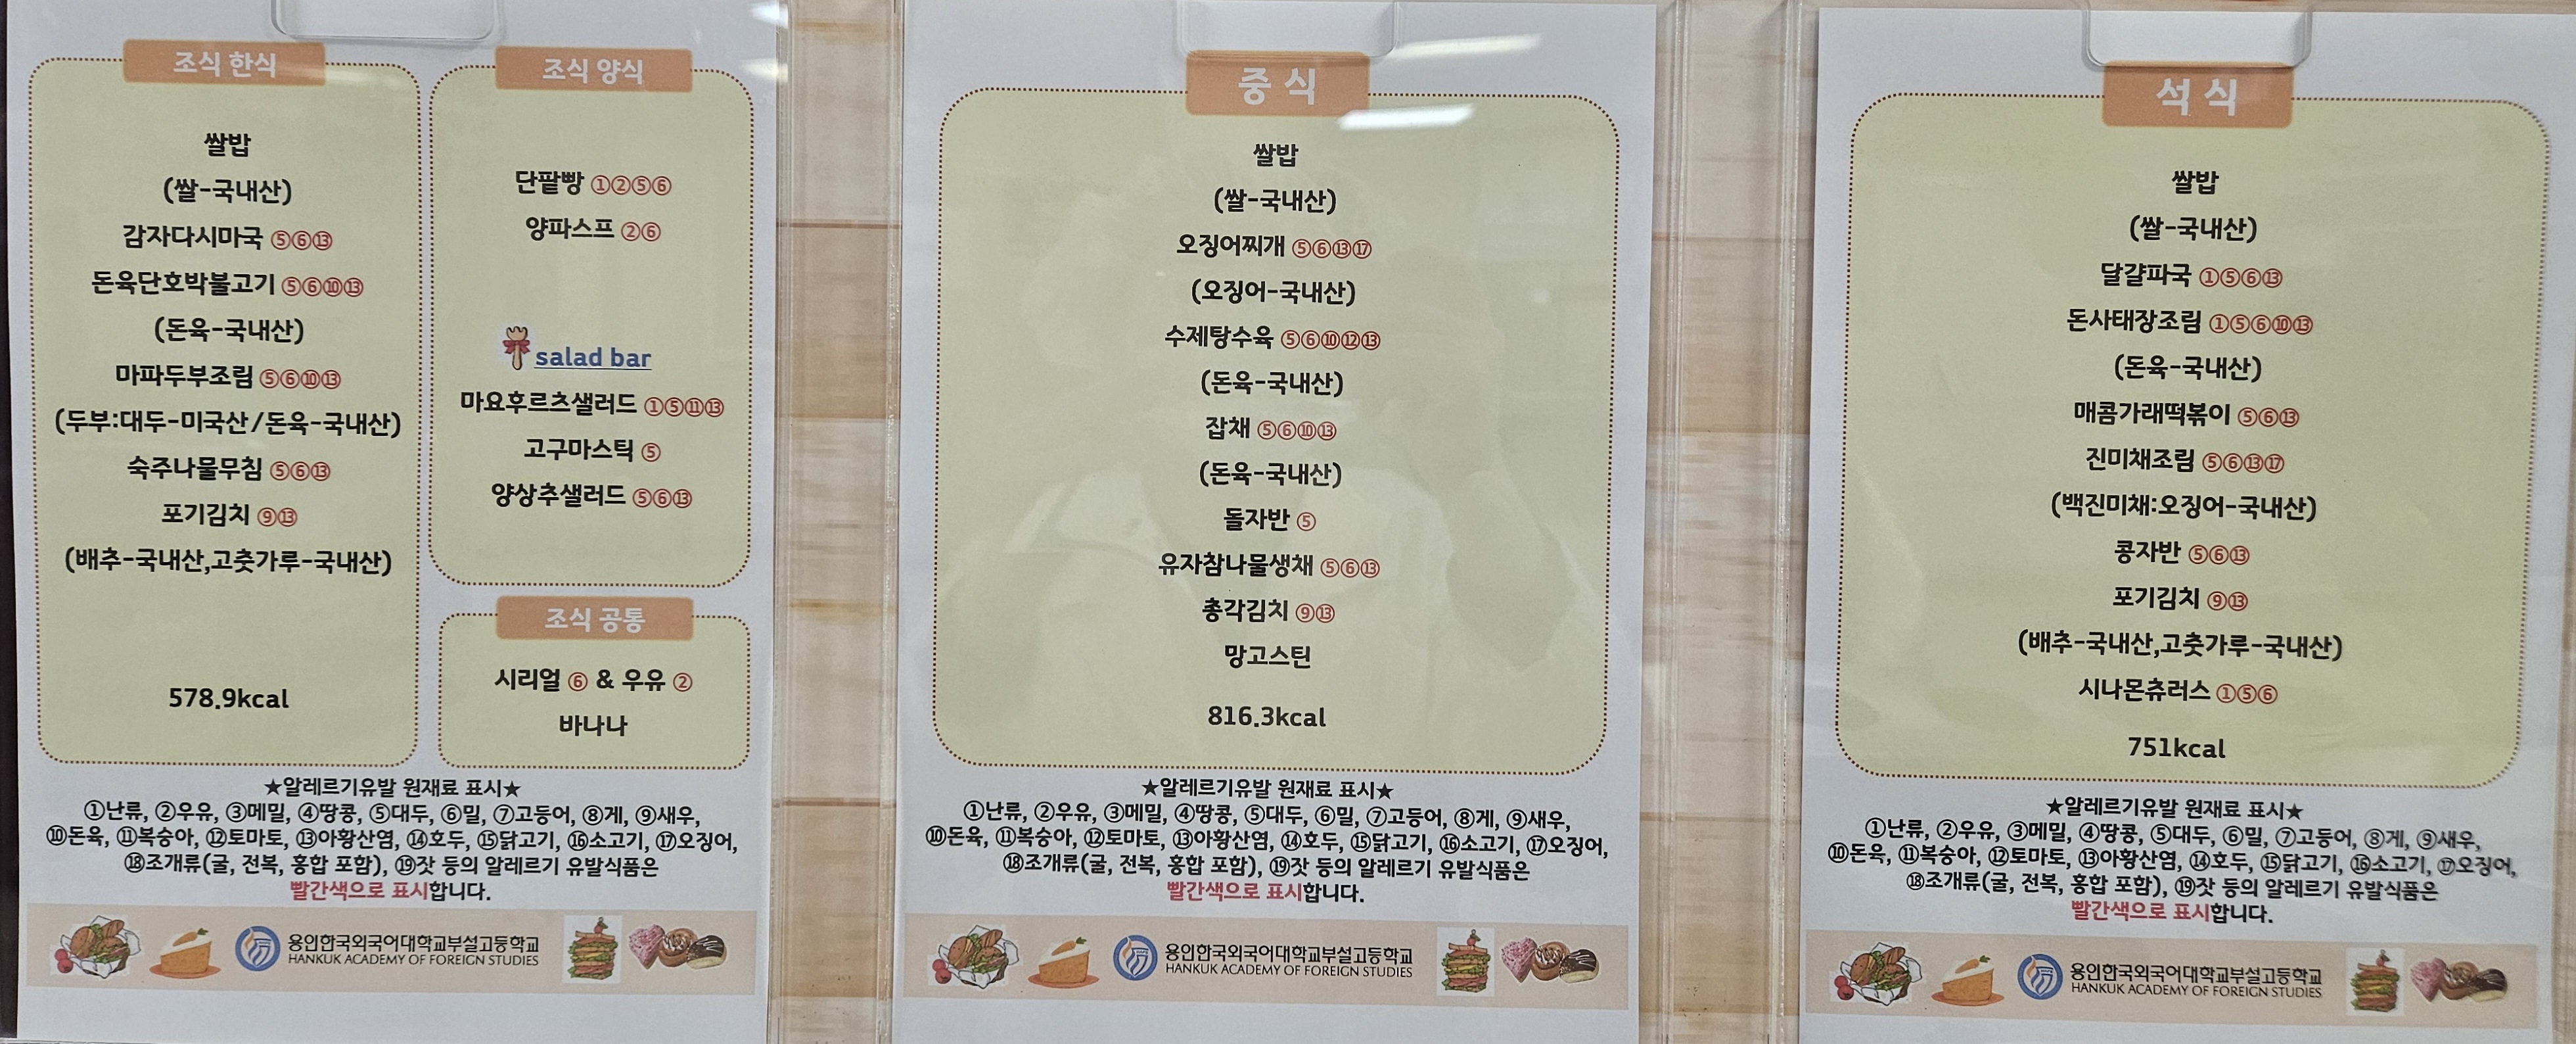 조식 한식
쌀밥
(쌀-국내산)
감자다시마국 ⑤⑥⑬
돈육단호박불고기 ⑤⑥⑩⑬
(돈육-국내산)
마파두부조림 ⑤⑥⑩⑬
(두부:대두-미국산/돈육-국내산)
숙주나물무침 ⑤⑥⑬
포기김치 ⑨⑬
(배추-국내산,고춧가루-국내산)
578.9kcal
조식 양식
단팥빵 ①②⑤⑥
양파스프 ②⑥
salad bar
마요후르츠샐러드 ①⑤⑪⑬
고구마스틱 ⑤
양상추샐러드 ⑤⑥⑬
조식 공통
시리얼 ⑥ & 우유 ②
바나나
★알레르기유발 원재료 표시★
①난류, ②우유, ③메밀, ④땅콩, ⑤대두, ⑥밀, ⑦고등어, ⑧게, ⑨새우,
⑩돈육, ⑪복숭아, ⑫토마토, ⑬아황산염, ⑭호두, ⑮닭고기, ⑯소고기, ⑰오징어,
⑱조개류(굴, 전복, 홍합 포함), ⑲잣 등의 알레르기 유발식품은
빨간색으로 표시합니다.
용인한국외국어대학교부설고등학교
HANKUK ACADEMY OF FOREIGN STUDIES
중 식
쌀밥
(쌀-국내산)
오징어찌개 ⑤⑥⑬⑰
(오징어-국내산)
수제탕수육 ⑤⑥⑩⑫⑬
(돈육-국내산)
잡채 ⑤⑥⑩⑬
(돈육-국내산)
돌자반 ⑤
유자참나물생채 ⑤⑥⑬
총각김치 ⑨⑬
망고스틴
816.3kcal
★알레르기유발 원재료 표시★
①난류, ②우유, ③메밀, ④땅콩, ⑤대두, ⑥밀, ⑦고등어, ⑧게, ⑨새우,
⑩돈육, ⑪복숭아, ⑫토마토, ⑬아황산염, ⑭호두, ⑮닭고기, ⑯소고기, ⑰오징어,
⑱조개류(굴, 전복, 홍합 포함), ⑲잣 등의 알레르기 유발식품은
빨간색으로 표시합니다.
용인한국외국어대학교부설고등학교
HANKUK ACADEMY OF FOREIGN STUDIES
석 식
쌀밥
(쌀-국내산)
달걀파국 ①⑤⑥⑬
돈사태장조림 ①⑤⑥⑩⑬
(돈육-국내산)
매콤가래떡볶이 ⑤⑥⑬
진미채조림 ⑤⑥⑬⑰
(백진미채:오징어-국내산)
콩자반 ⑤⑥⑬
포기김치 ⑨⑬
(배추-국내산,고춧가루-국내산)
시나몬츄러스 ①⑤⑥
751kcal
★알레르기유발 원재료 표시★
①난류, ②우유, ③메밀, ④땅콩, ⑤대두, ⑥밀, ⑦고등어, ⑧게, ⑨새우,
⑩돈육, ⑪복숭아, ⑫토마토, ⑬아황산염, ⑭호두, ⑮닭고기, ⑯소고기, ⑰오징어,
⑱조개류(굴, 전복, 홍합 포함), ⑲잣 등의 알레르기 유발식품은
빨간색으로 표시합니다.
용인한국외국어대학교부설고등학교
HANKUK ACADEMY OF FOREIGN STUDIES